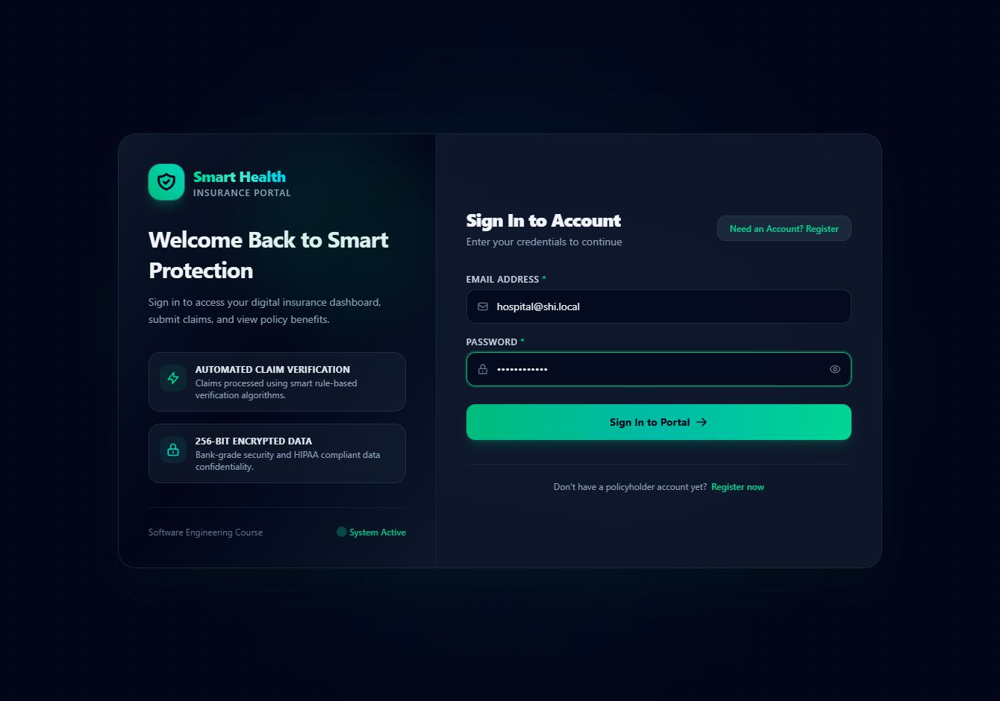 Smart Health
INSURANCE PORTAL
Welcome Back to Smart
Protection
Sign in to access your digital insurance dashboard,
submit claims, and view policy benefits.
AUTOMATED CLAIM VERIFICATION
Claims processed using smart rule-based
verification algorithms.
256-BIT ENCRYPTED DATA
Bank-grade security and HIPAA compliant data
confidentiality.
Software Engineering Course
System Active
Sign In to Account
Enter your credentials to continue
Need an Account? Register
EMAIL ADDRESS *
hospital@shi.local
PASSWORD *
••••••••••••
Sign In to Portal →
Don't have a policyholder account yet? Register now